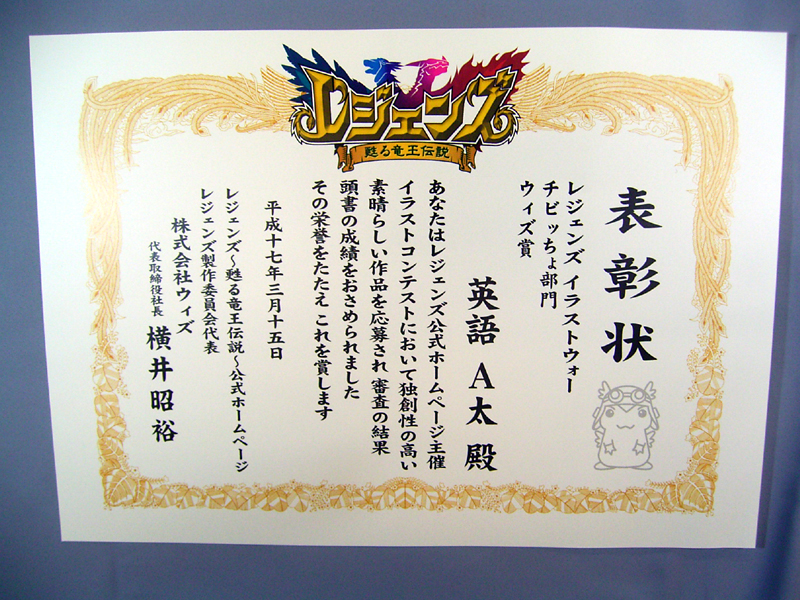 レジェンズ
甦る竜王伝説
表彰状
レジェンズ イラストウォー
チビッちょ部門
ウィズ賞
英語 A太 殿
あなたはレジェンズ公式ホームページ主催
イラストコンテストにおいて独創性の高い
素晴らしい作品を応募され 審査の結果
頭書の成績をおさめられました
その栄誉をたたえ これを賞します
平成十七年三月十五日
レジェンズ~甦る竜王伝説~公式ホームページ
レジェンズ製作委員会代表
株式会社ウィズ
代表取締役社長 横井昭裕